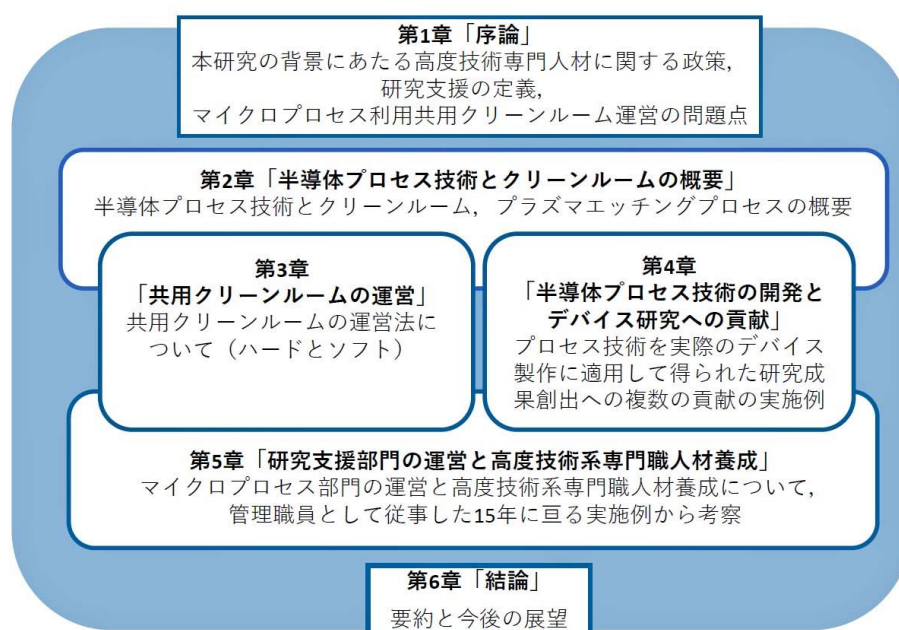 第1章「序論」
本研究の背景にあたる高度技術専門人材に関する政策，
研究支援の定義，
マイクロプロセス利用共用クリーンルーム運営の問題点
第2章「半導体プロセス技術とクリーンルームの概要」
半導体プロセス技術とクリーンルーム，プラズマエッチングプロセスの概要
第3章
「共用クリーンルームの運営」
共用クリーンルームの運営法に
ついて（ハードとソフト）
第4章
「半導体プロセス技術の開発と
デバイス研究への貢献」
プロセス技術を実際のデバイス
製作に適用して得られた研究成
果創出への複数の貢献の実施例
第5章「研究支援部門の運営と高度技術系専門職人材養成」
マイクロプロセス部門の運営と高度技術系専門職人材養成について，
管理職員として従事した15年に亘る実施例から考察
第6章「結論」
要約と今後の展望